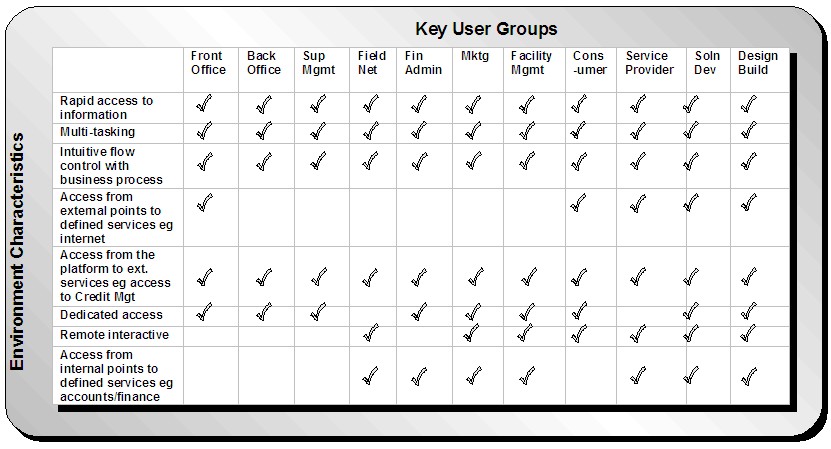 Key User Groups
Environment Characteristics
Front Back Sup Field Fin Mktg Facility Cons Service Soln Design
Office Office Mgmt Net Admin Mgmt -umer Provider Dev Build
Rapid access to
information
Multi-tasking
Intuitive flow
control with
business process
Access from
external points to
defined services eg
internet
Access from the
platform to ext.
services eg access
to Credit Mgt
Dedicated access
Remote interactive
Access from
internal points to
defined services eg
accounts/finance